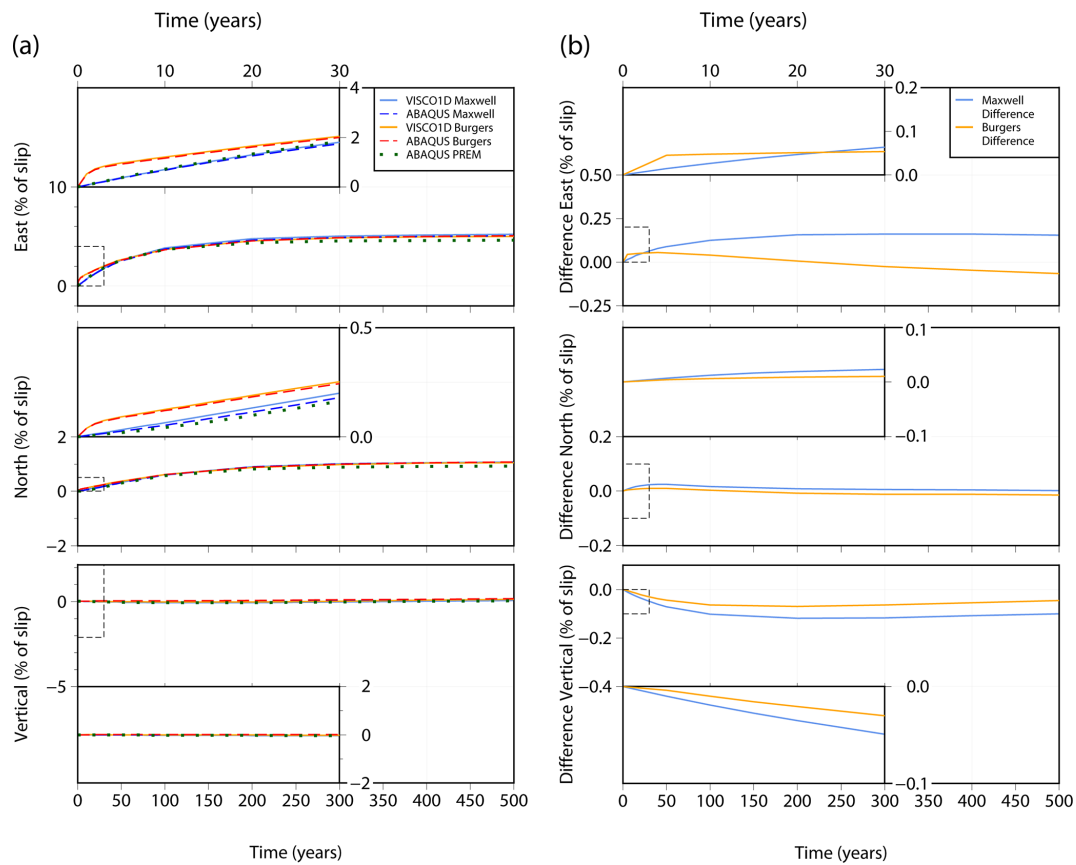 Time (years)
(a)
0 10 20 30
4
VISCO1D Maxwell
ABAQUS Maxwell
VISCO1D Burgers
ABAQUS Burgers
ABAQUS PREM
2
0
10
0
East (% of slip)
0.5
0.0
2
0
−2
North (% of slip)
0
−5
2
0
−2
Vertical (% of slip)
0 50 100 150 200 250 300 350 400 450 500
Time (years)
Time (years)
(b)
0 10 20 30
0.2
Maxwell
Difference
Burgers
Difference
0.1
0.0
0.50
0.25
0.00
−0.25
Difference East (% of slip)
0.1
0.0
−0.1
0.2
0.0
−0.2
Difference North (% of slip)
0.0
−0.2
−0.4
0.0
−0.1
Difference Vertical (% of slip)
0 50 100 150 200 250 300 350 400 450 500
Time (years)